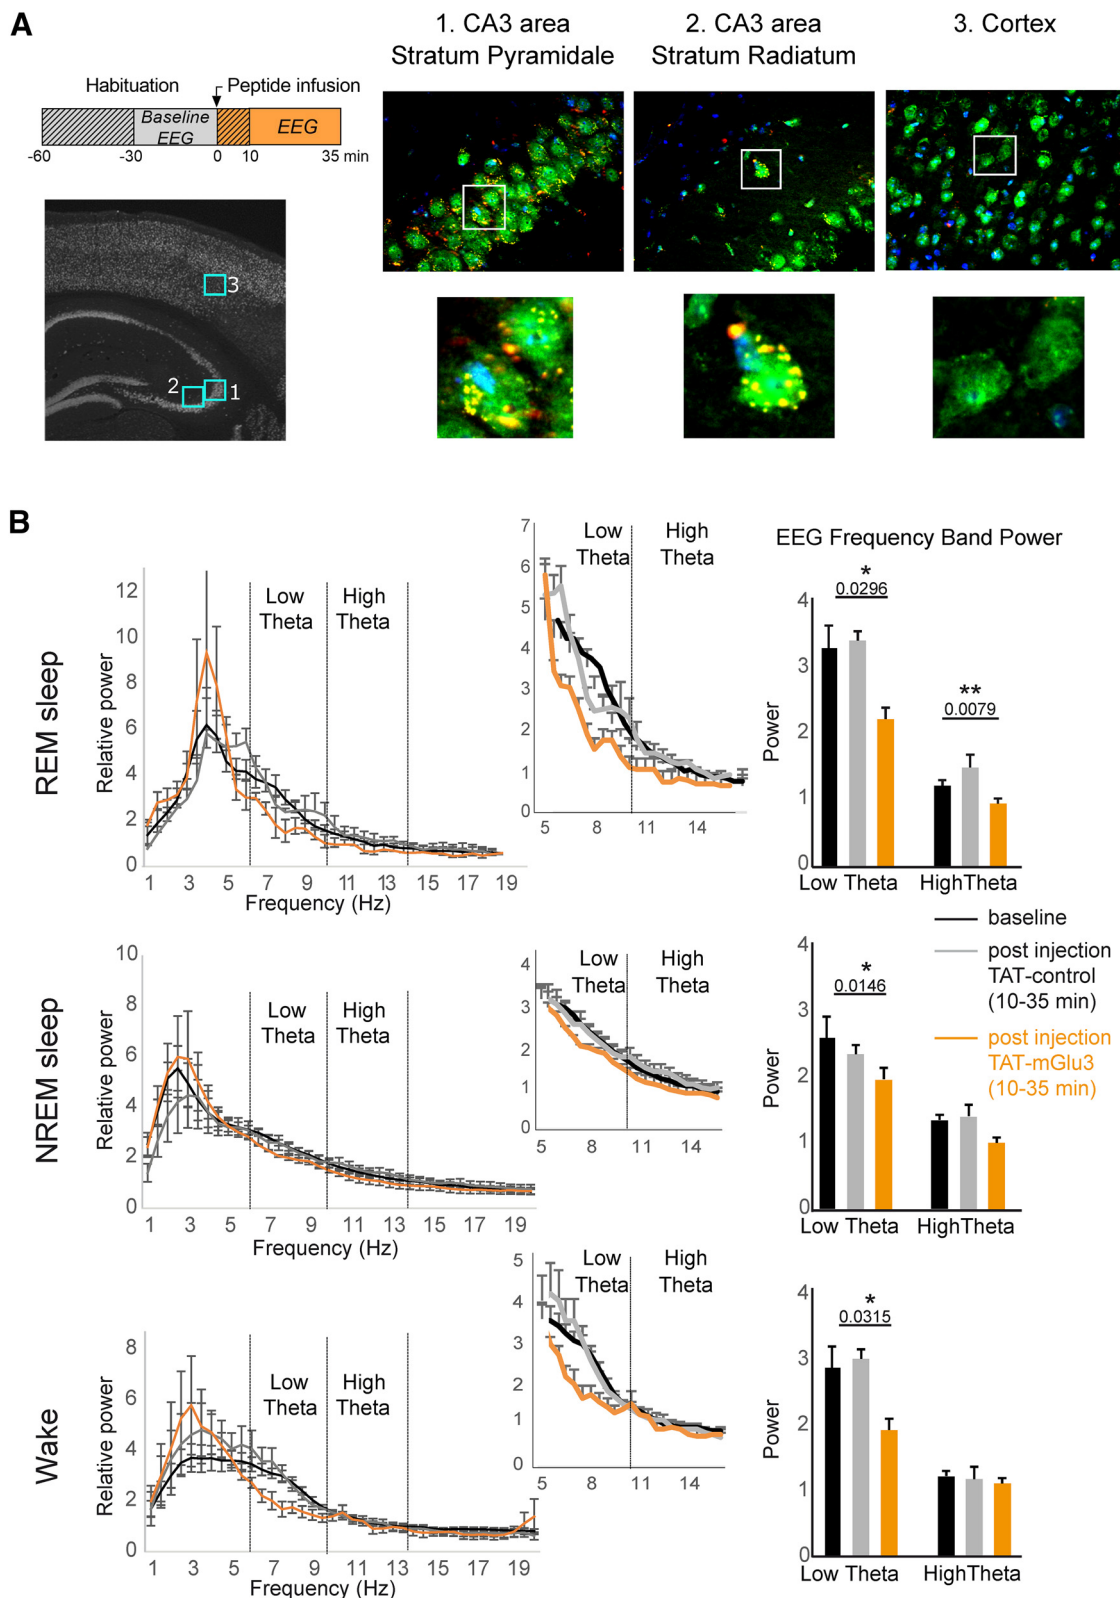 A
Habituation
Peptide infusion
Baseline
EEG
EEG
-60
-30
0
10
35 min
3
2
1
1. CA3 area
Stratum Pyramidale
2. CA3 area
Stratum Radiatum
3. Cortex
B
REM sleep
Relative power
12
10
8
6
4
2
0
Low
Theta
High
Theta
1 3 5 7 9 11 13 15 17 19
Frequency (Hz)
7
6
5
4
3
2
1
0
Low
Theta
High
Theta
5 8 11 14
EEG Frequency Band Power
*
0.0296
**
0.0079
Power
4
3
2
1
0
Low Theta
HighTheta
baseline
post injection
TAT-control
(10-35 min)
post injection
TAT-mGlu3
(10-35 min)
NREM sleep
Relative power
10
8
6
4
2
0
Low
Theta
High
Theta
1 3 5 7 9 11 13 15 17 19
Frequency (Hz)
4
3
2
1
0
Low
Theta
High
Theta
5 8 11 14
*
0.0146
Power
4
3
2
1
0
Low Theta
HighTheta
Wake
Relative power
8
6
4
2
0
Low
Theta
High
Theta
1 3 5 7 9 11 13 15 17 19
Frequency (Hz)
5
4
3
2
1
0
Low
Theta
High
Theta
5 8 11 14
*
0.0315
Power
4
3
2
1
0
Low Theta
HighTheta